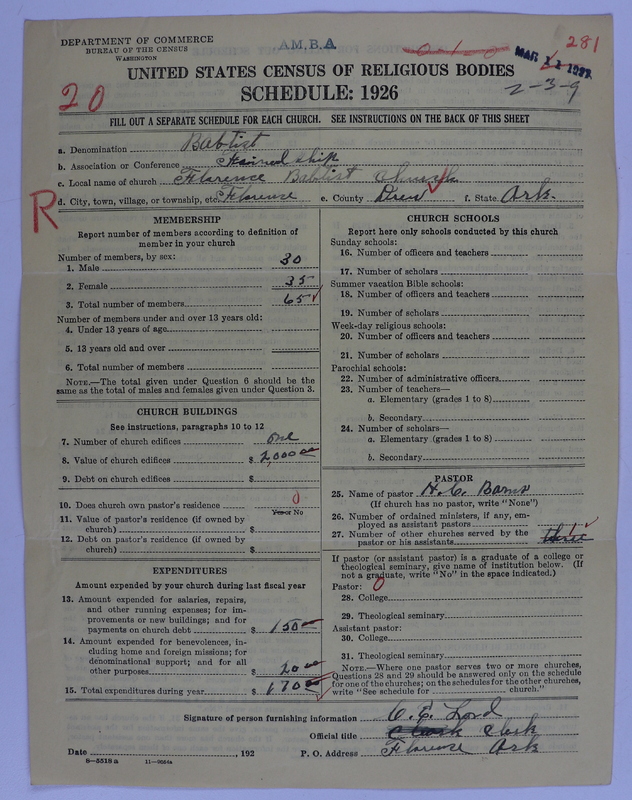 DEPARTMENT OF COMMERCE
BUREAU OF THE CENSUS
WASHINGTON
A.M.B.A.
281
2-3-9
UNITED STATES CENSUS OF RELIGIOUS BODIES
20
SCHEDULE: 1926
FILL OUT A SEPARATE SCHEDULE FOR EACH CHURCH. SEE INSTRUCTIONS ON THE BACK OF THIS SHEET
a. Denomination Baptist
b. Association or Conference
c. Local name of church Florence Baptist Church
d. City, town, village, or township, etc. Florence e. County Drew f. State Ark.
R
MEMBERSHIP
Report number of members according to definition of
member in your church
Number of members, by sex:
1. Male 30
2. Female 35
3. Total number of members 65
Number of members under and over 13 years old:
4. Under 13 years of age
5. 13 years old and over
6. Total number of members
NOTE.—The total given under Question 6 should be
same as the total of males and females given under Question 3.
CHURCH BUILDINGS
See instructions, paragraphs 10 to 12
7. Number of church edifices one
8. Value of church edifices $ 2,000 00
9. Debt on church edifices $
10. Does church own pastor's residence 0
Yes or No
11. Value of pastor's residence (if owned by
church) $
12. Debt on pastor's residence (if owned by
church) $
EXPENDITURES
Amount expended by your church during last fiscal year
13. Amount expended for salaries, repairs,
and other running expenses; for im-
provements or new buildings; and for
payments on church debt $ 150 00
14. Amount expended for benevolences, in-
cluding home and foreign missions; for
denominational support; and for all
other purposes $ 20 00
15. Total expenditures during year $ 170 00
CHURCH SCHOOLS
Report here only schools conducted by this church
Sunday schools:
16. Number of officers and teachers
17. Number of scholars
Summer vacation Bible schools:
18. Number of officers and teachers
19. Number of scholars
Week-day religious schools:
20. Number of officers and teachers
21. Number of scholars
Parochial schools:
22. Number of administrative officers
23. Number of teachers—
a. Elementary (grades 1 to 8)
b. Secondary
24. Number of scholars—
a. Elementary (grades 1 to 8)
b. Secondary
PASTOR
25. Name of pastor H. C.
(If church has no pastor, write "None")
26. Number of ordained ministers, if any, em-
ployed as assistant pastors
27. Number of other churches served by the
pastor or his assistants three
If pastor (or assistant pastor) is a graduate of a college or
theological seminary, give name of institution below. (If
not a graduate, write "No" in the space indicated.)
Pastor: 0
28. College
29. Theological seminary
Assistant pastor:
30. College
31. Theological seminary
NOTE.—Where one pastor serves two or more churches,
Questions 28 and 29 should be answered only on the schedule
for one of the churches; on the schedules for the other churches,
write "See schedule for church."
Signature of person furnishing information Lord
Official title Clerk
Date , 192 P. O. Address Florence Ark
8-5518 a 11-9054a